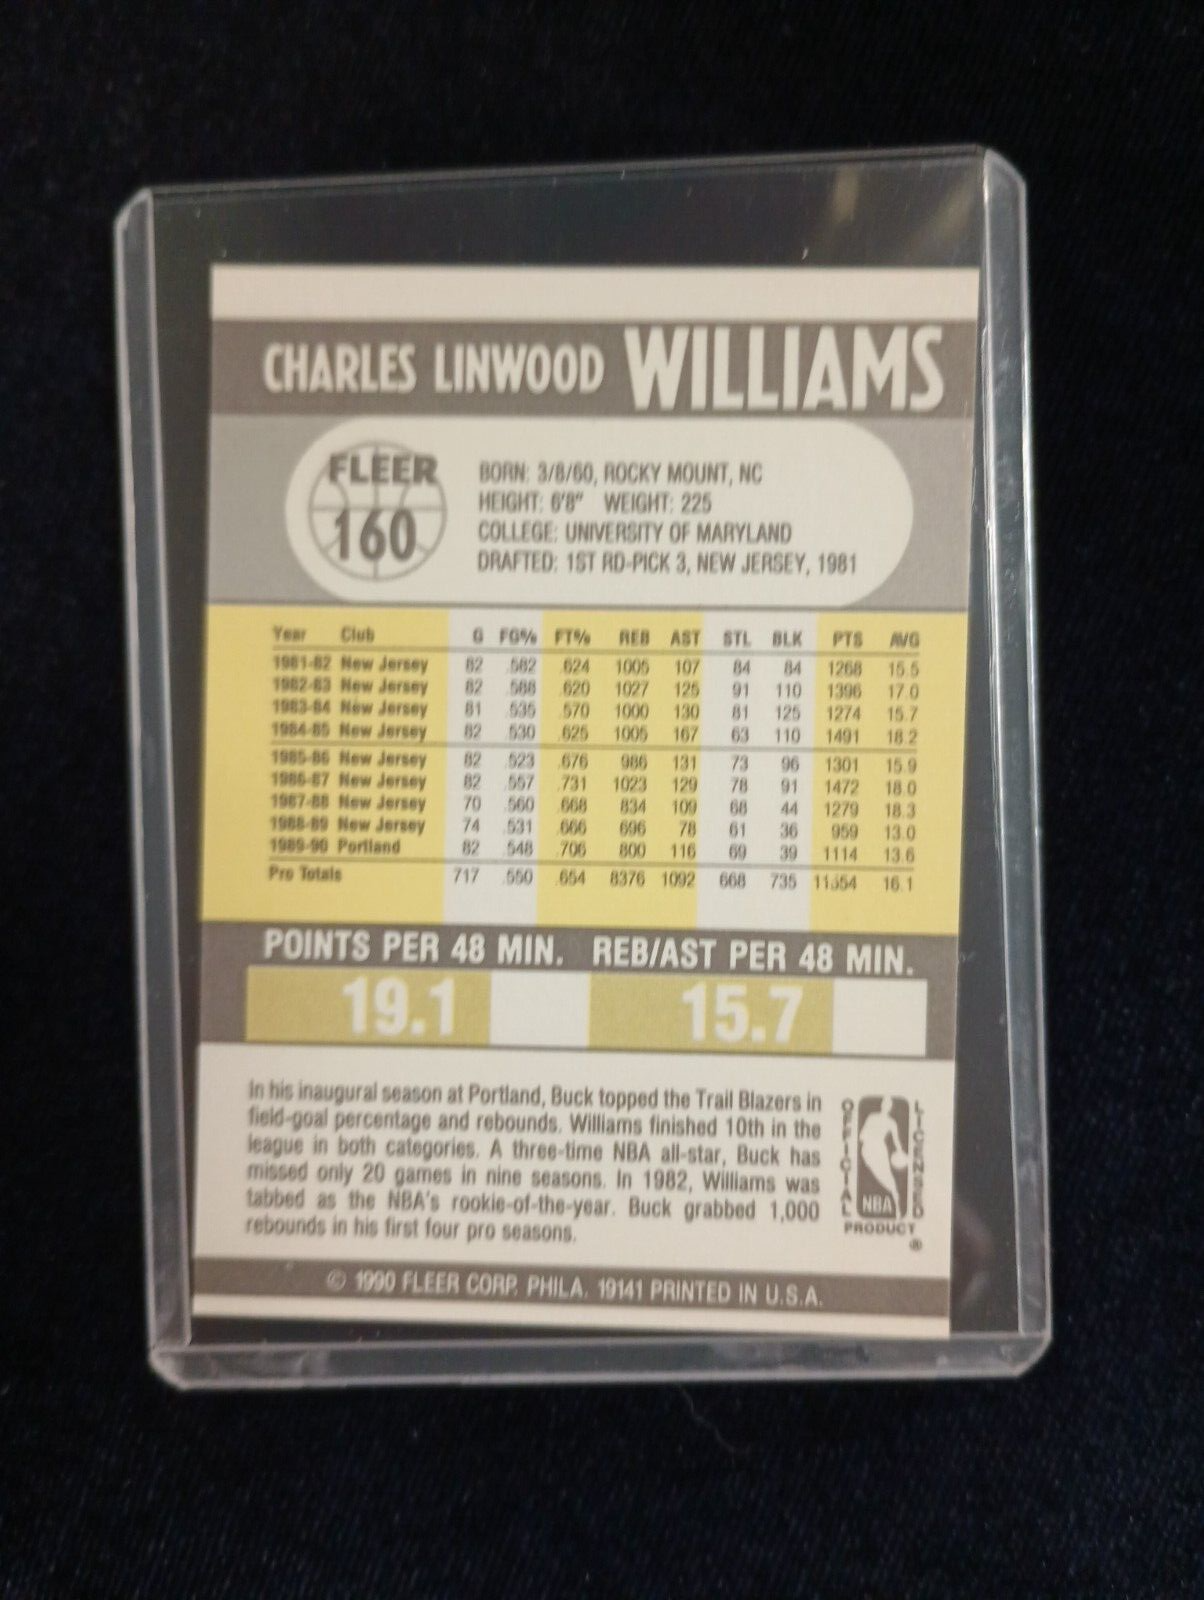 CHARLES LINWOOD WILLIAMS
FLEER
160
BORN: 3/8/60, ROCKY MOUNT, NC
HEIGHT: 6'8" WEIGHT: 225
COLLEGE: UNIVERSITY OF MARYLAND
DRAFTED: 1ST RD-PICK 3, NEW JERSEY, 1981
Year Club G FG% FT% REB AST STL BLK PTS AVG
1981-82 New Jersey 82 .582 .624 1005 107 84 84 1268 15.5
1982-83 New Jersey 82 .588 .620 1027 125 91 110 1396 17.0
1983-84 New Jersey 81 .535 .570 1000 130 81 125 1274 15.7
1984-85 New Jersey 82 .530 .625 1005 167 63 110 1491 18.2
1985-86 New Jersey 82 .523 .676 986 131 73 96 1301 15.9
1986-87 New Jersey 82 .557 .731 1023 129 78 91 1472 18.0
1987-88 New Jersey 70 .560 .668 834 109 68 44 1279 18.3
1988-89 New Jersey 74 .531 .666 696 78 61 36 959 13.0
1989-90 Portland 82 .548 .706 800 116 69 39 1114 13.6
Pro Totals 717 .550 .654 8376 1092 668 735 11554 16.1
POINTS PER 48 MIN. REB/AST PER 48 MIN.
19.1 15.7
In his inaugural season at Portland, Buck topped the Trail Blazers in
field-goal percentage and rebounds. Williams finished 10th in the
league in both categories. A three-time NBA all-star, Buck has
missed only 20 games in nine seasons. In 1982, Williams was
tabbed as the NBA's rookie-of-the-year. Buck grabbed 1,000
rebounds in his first four pro seasons.
OFFICIAL
LICENSED
NBA
PRODUCT
®
© 1990 FLEER CORP. PHILA. 19141 PRINTED IN U.S.A.